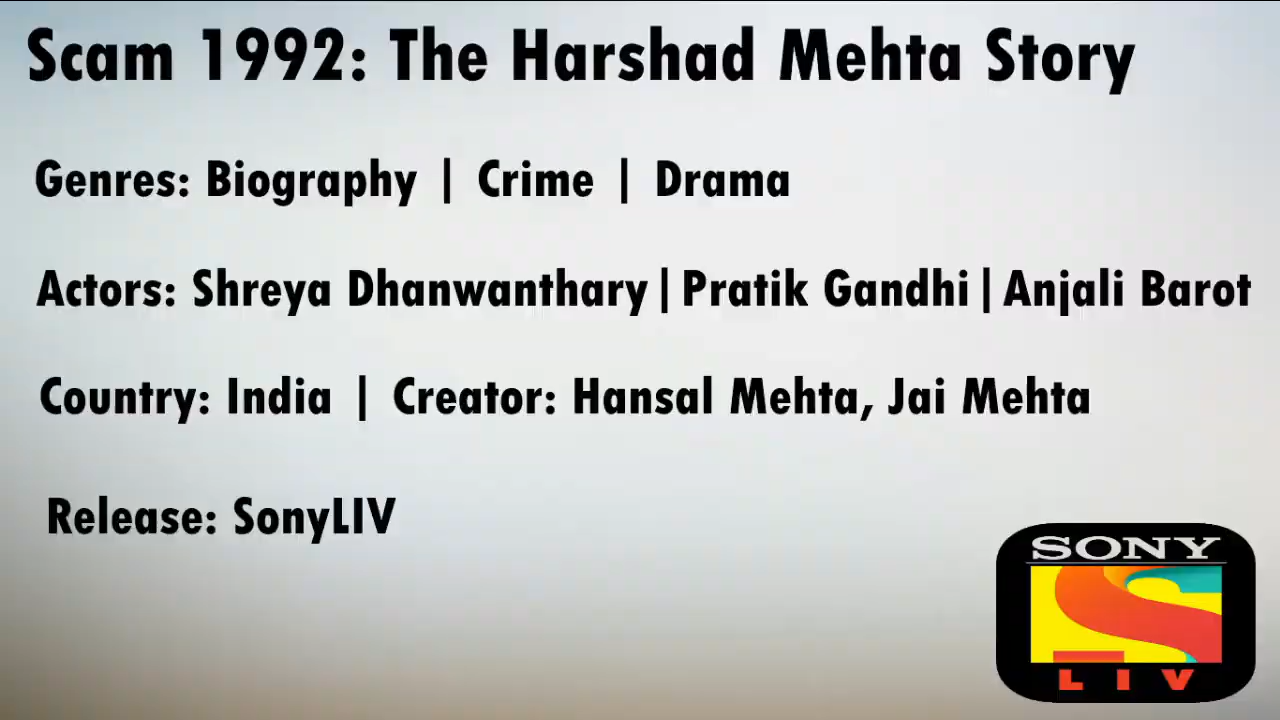 Scam 1992: The Harshad Mehta Story
Genres: Biography | Crime | Drama
Actors: Shreya Dhanwanthary|Pratik Gandhi|Anjali Barot
Country: India | Creator: Hansal Mehta, Jai Mehta
Release: SonyLIV
SONY
LIV